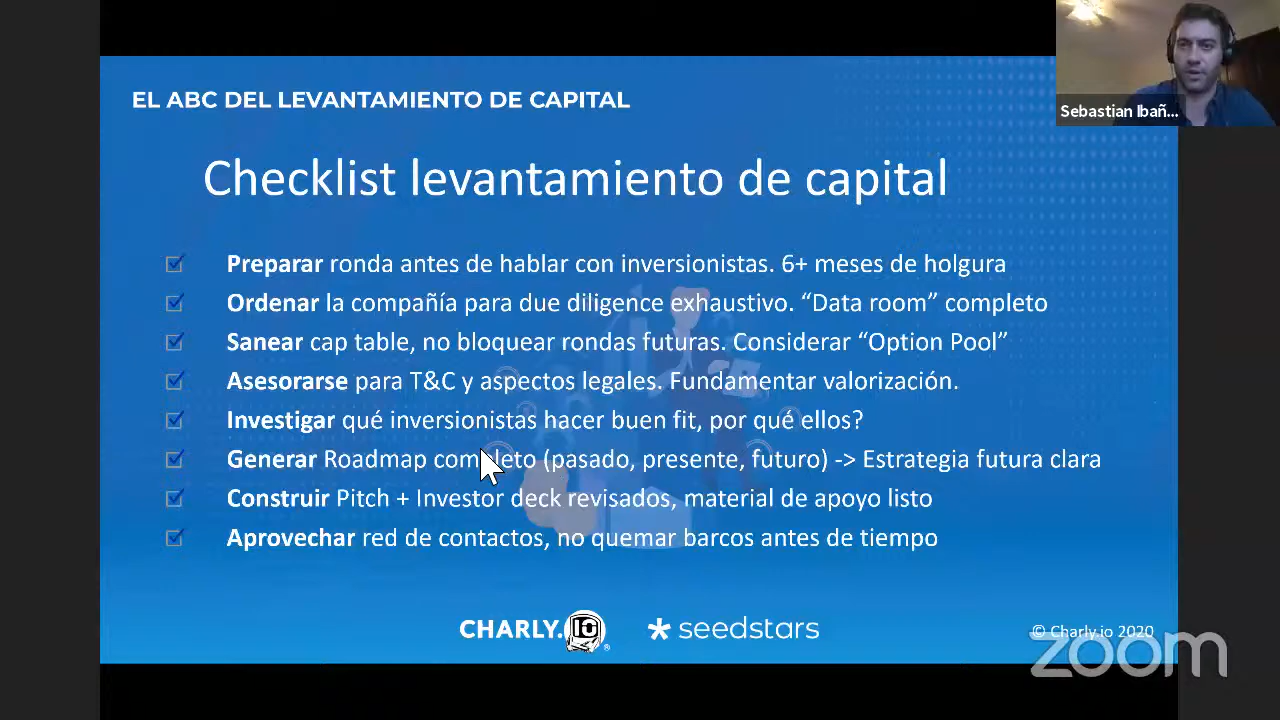 EL ABC DEL LEVANTAMIENTO DE CAPITAL
Sebastian Ibañ...
Checklist levantamiento de capital
Preparar ronda antes de hablar con inversionistas. 6+ meses de holgura
Ordenar la compañía para due diligence exhaustivo. “Data room” completo
Sanear cap table, no bloquear rondas futuras. Considerar “Option Pool”
Asesorarse para T&C y aspectos legales. Fundamentar valorización.
Investigar qué inversionistas hacer buen fit, por qué ellos?
Generar Roadmap completo (pasado, presente, futuro) -> Estrategia futura clara
Construir Pitch + Investor deck revisados, material de apoyo listo
Aprovechar red de contactos, no quemar barcos antes de tiempo
CHARLY.IO ®
seedstars
© Charly.io 2020
zoom